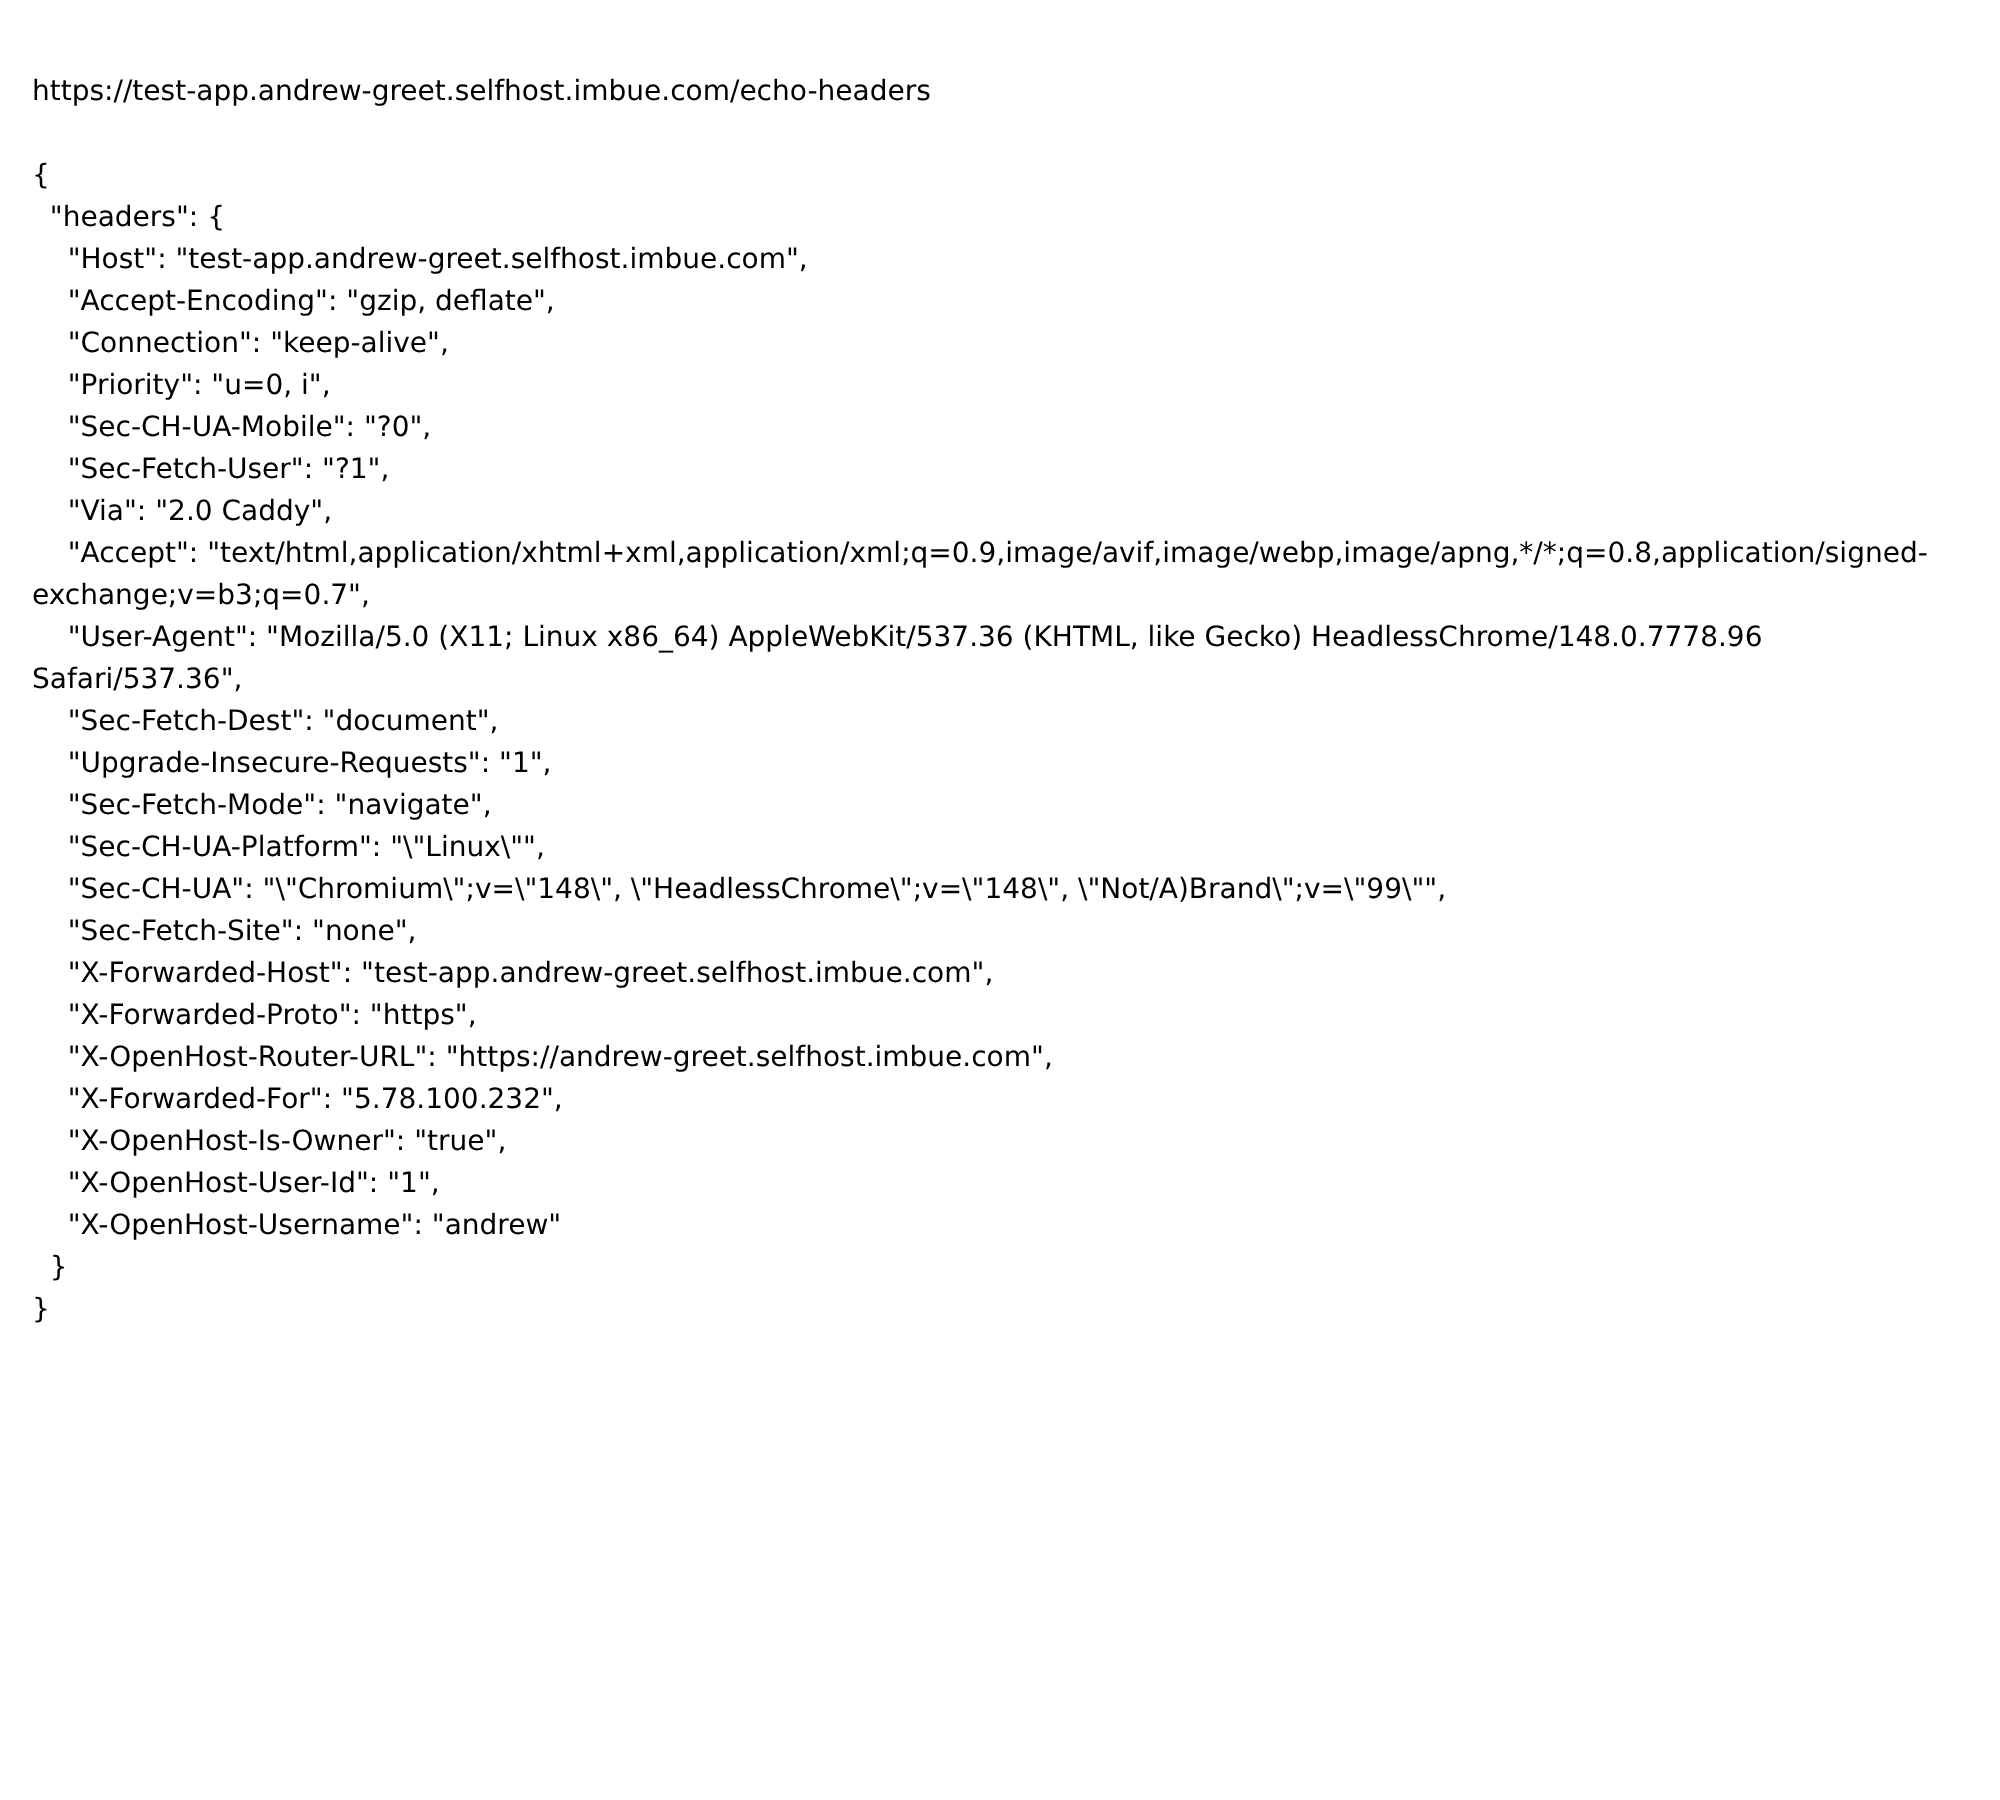 https://test-app.andrew-greet.selfhost.imbue.com/echo-headers

{
  "headers": {
    "Host": "test-app.andrew-greet.selfhost.imbue.com",
    "Accept-Encoding": "gzip, deflate",
    "Connection": "keep-alive",
    "Priority": "u=0, i",
    "Sec-CH-UA-Mobile": "?0",
    "Sec-Fetch-User": "?1",
    "Via": "2.0 Caddy",
    "Accept": "text/html,application/xhtml+xml,application/xml;q=0.9,image/avif,image/webp,image/apng,*/*;q=0.8,application/signed-
exchange;v=b3;q=0.7",
    "User-Agent": "Mozilla/5.0 (X11; Linux x86_64) AppleWebKit/537.36 (KHTML, like Gecko) HeadlessChrome/148.0.7778.96
Safari/537.36",
    "Sec-Fetch-Dest": "document",
    "Upgrade-Insecure-Requests": "1",
    "Sec-Fetch-Mode": "navigate",
    "Sec-CH-UA-Platform": "\"Linux\"",
    "Sec-CH-UA": "\"Chromium\";v=\"148\", \"HeadlessChrome\";v=\"148\", \"Not/A)Brand\";v=\"99\"",
    "Sec-Fetch-Site": "none",
    "X-Forwarded-Host": "test-app.andrew-greet.selfhost.imbue.com",
    "X-Forwarded-Proto": "https",
    "X-OpenHost-Router-URL": "https://andrew-greet.selfhost.imbue.com",
    "X-Forwarded-For": "5.78.100.232",
    "X-OpenHost-Is-Owner": "true",
    "X-OpenHost-User-Id": "1",
    "X-OpenHost-Username": "andrew"
  }
}